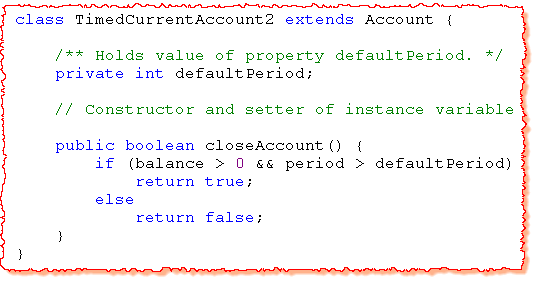 class TimedCurrentAccount2 extends Account {
/** Holds value of property defaultPeriod. */
private int defaultPeriod;
// Constructor and setter of instance variable
public boolean closeAccount() {
if (balance > 0 && period > defaultPeriod)
return true;
else
return false;
}
}